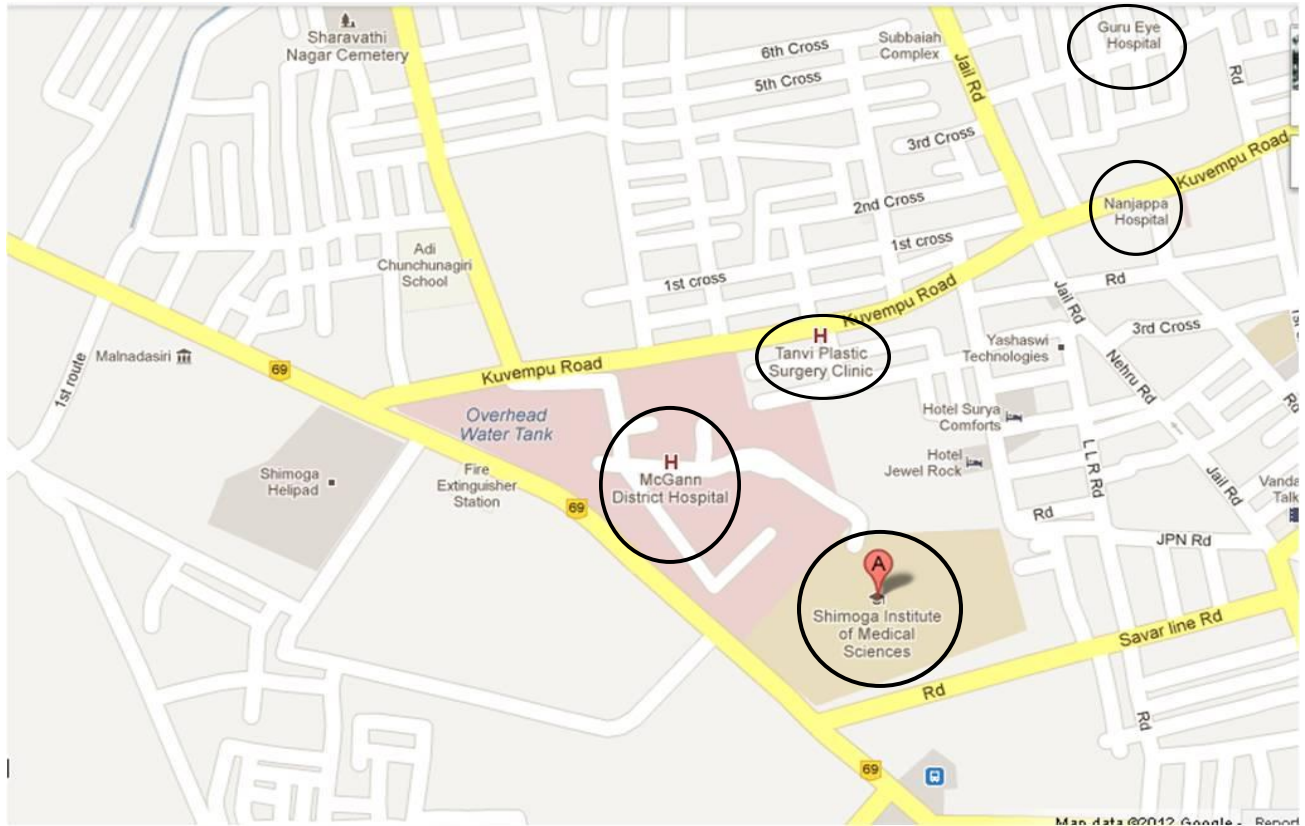 Sharavathi
Nagar Cemetery
6th Cross
5th Cross
Subbaiah
Complex
Jail Rd
Guru Eye
Hospital
Rd
3rd Cross
Kuvempu Road
2nd Cross
Nanjappa
Hospital
1st cross
Adi
Chunchunagiri
School
1st cross
Rd
Kuvempu Road
Jail Rd
H
Tanvi Plastic
Surgery Clinic
3rd Cross
Yashaswi
Technologies
Malnadasiri
69
Kuvempu Road
1st route
Nehru Rd
Overhead
Water Tank
Hotel Surya
Comforts
Rd
Hotel
Jewel Rock
L L R Rd
Jail Rd
H
McGann
District Hospital
Shimoga
Helipad
Fire
Extinguisher
Station
69
Vanda
Talk
Rd
JPN Rd
A
Shimoga Institute
of Medical
Sciences
Savar line Rd
Rd
Rd
69
Map data ©2012 Google - Report